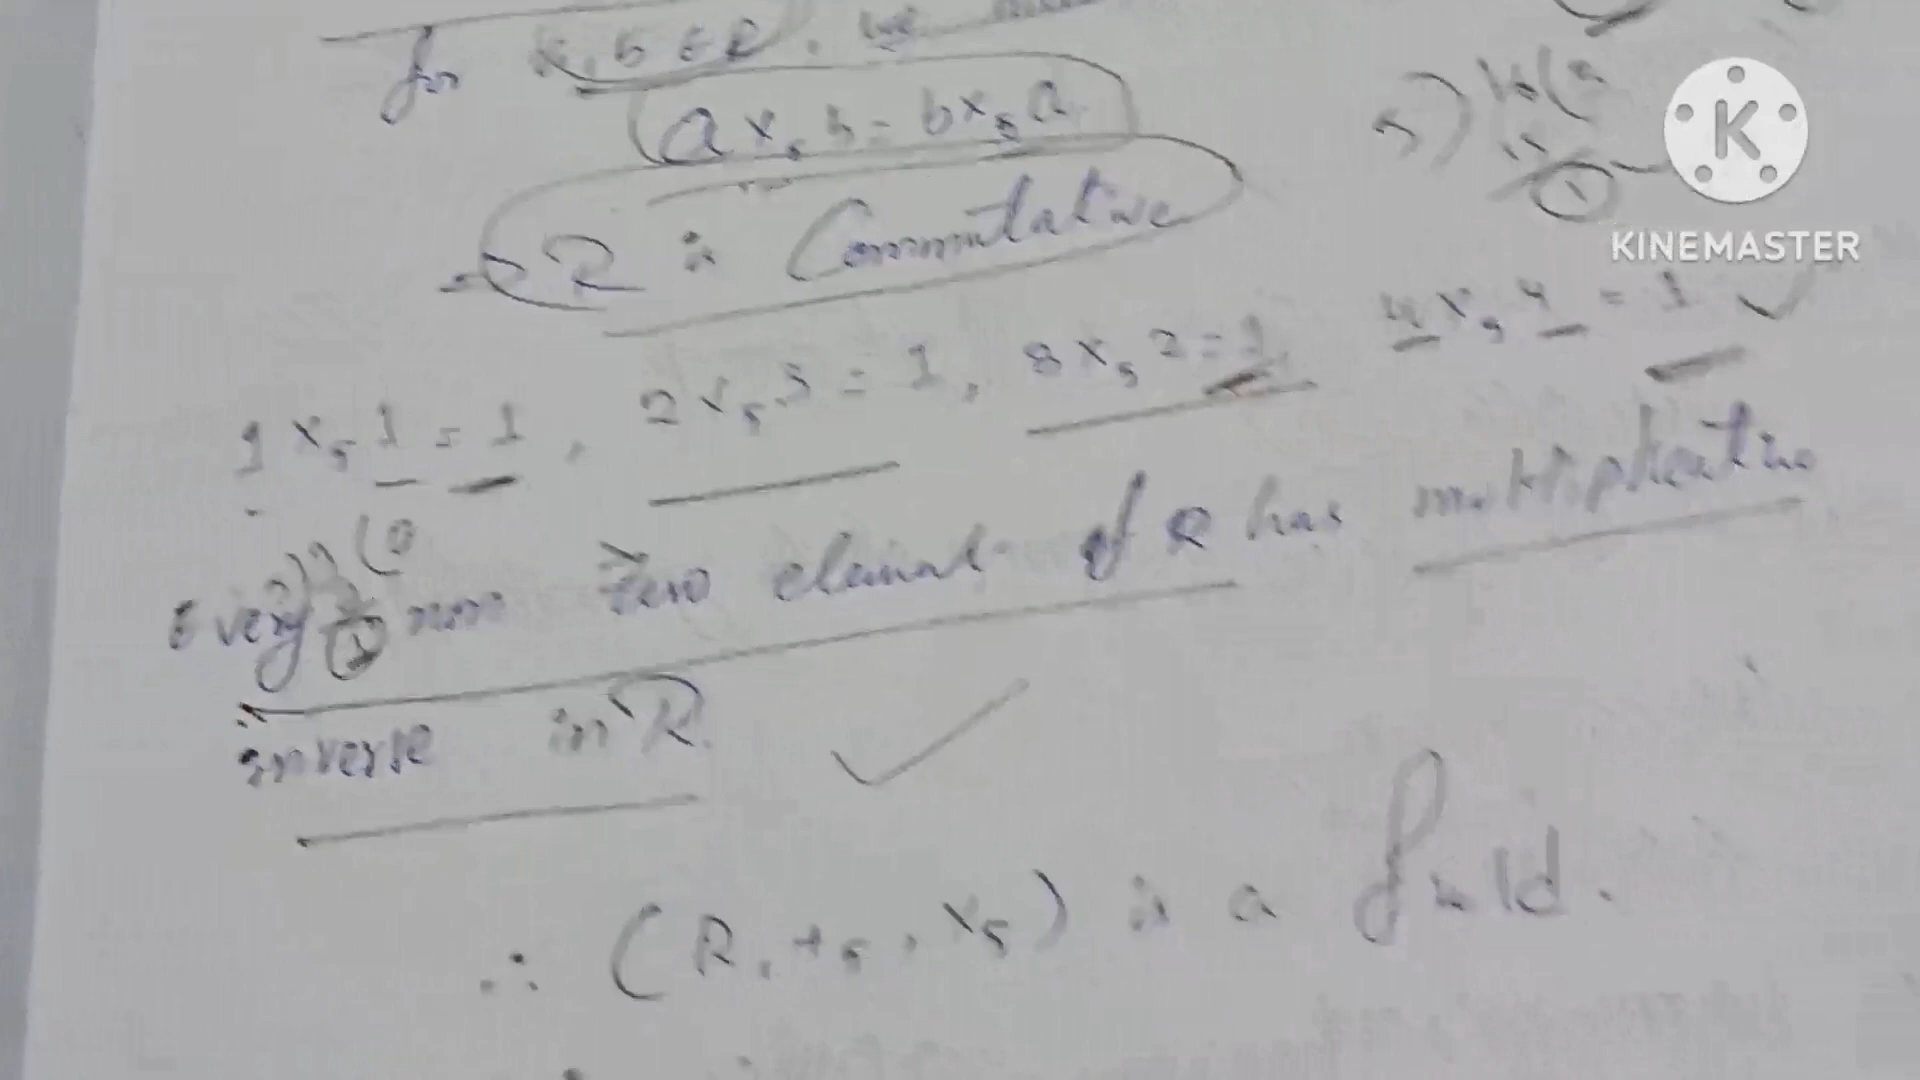 for a, b ∈ R, we
a ×₅ b = b ×₅ a
⇒ R is Commutative
1 ×₅ 1 = 1, 2 ×₅ 3 = 1, 3 ×₅ 2 = 1 4 ×₅ 4 = 1 ✓
Every non zero element of R has multiplicative
inverse in R. ✓
∴ (R, +₅, ×₅) is a field.
5)
1
KINEMASTER